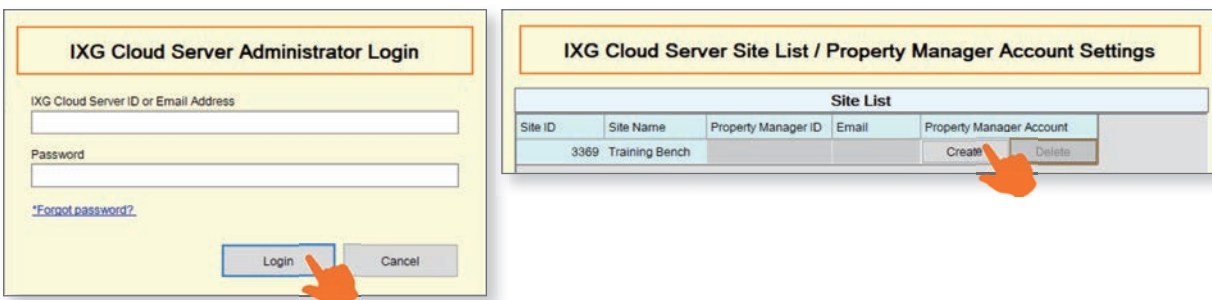 IXG Cloud Server Administrator Login
IXG Cloud Server ID or Email Address
Password
*Forgot password?
Login Cancel
IXG Cloud Server Site List / Property Manager Account Settings
Site List
Site ID Site Name Property Manager ID Email Property Manager Account
3369 Training Bench Create Delete